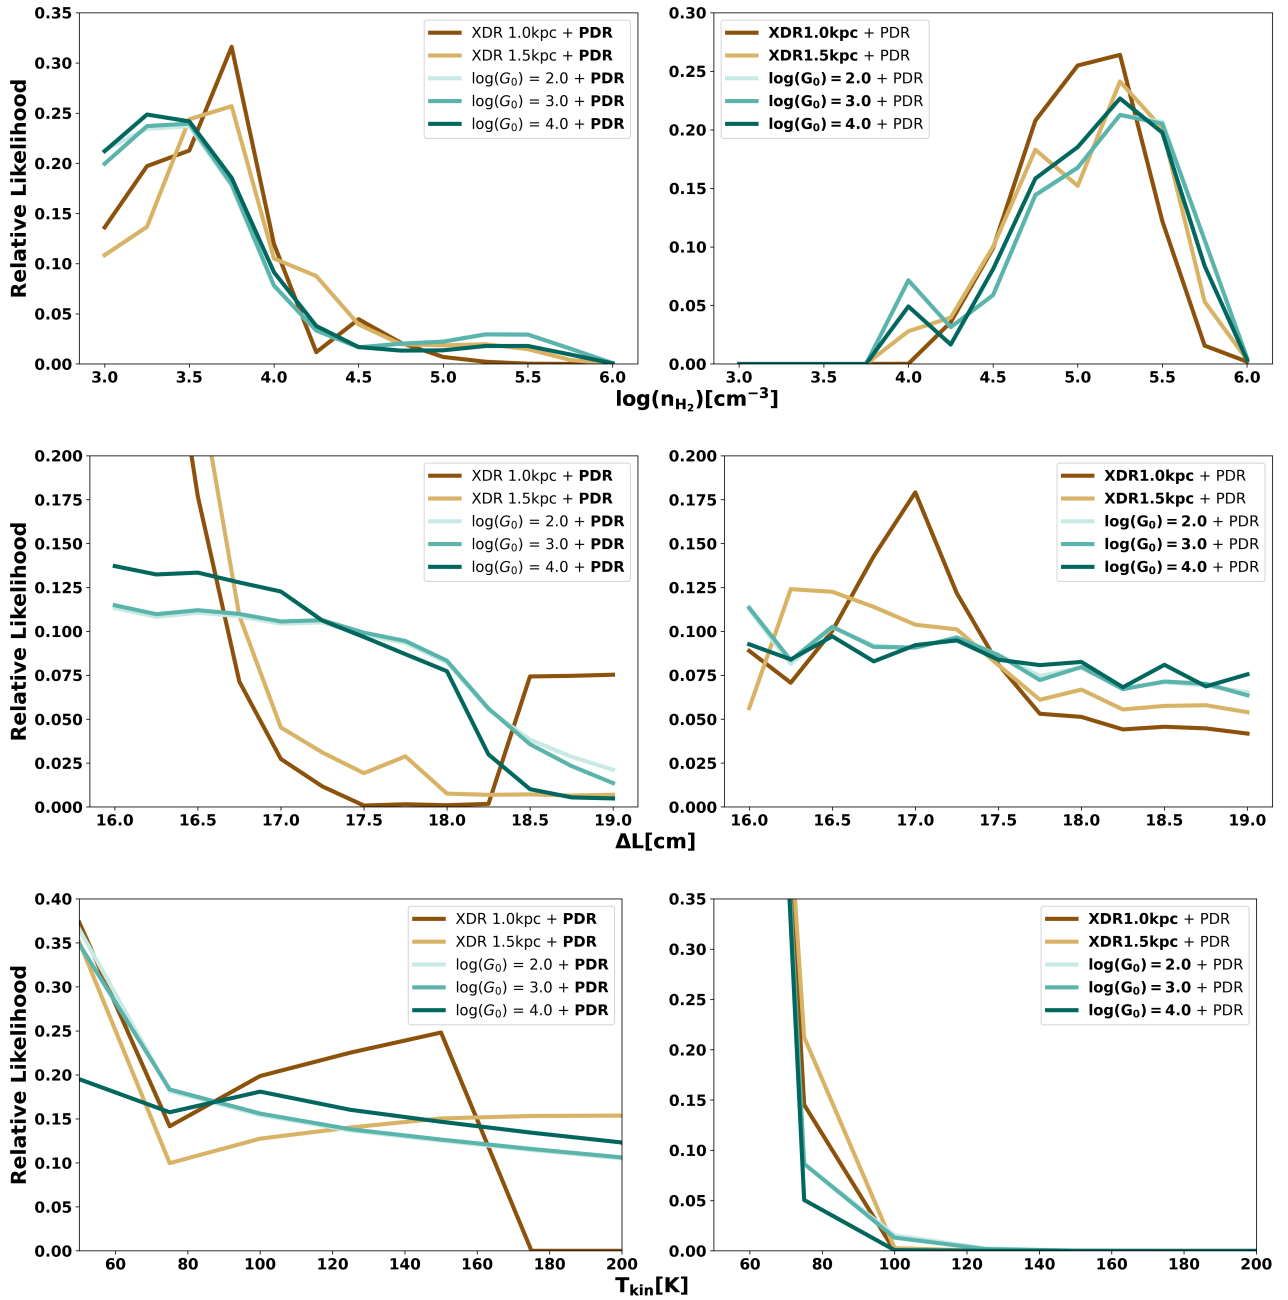 Relative Likelihood
0.35
0.30
0.25
0.20
0.15
0.10
0.05
0.00
XDR 1.0kpc + PDR
XDR 1.5kpc + PDR
log(G₀) = 2.0 + PDR
log(G₀) = 3.0 + PDR
log(G₀) = 4.0 + PDR
3.0 3.5 4.0 4.5 5.0 5.5 6.0
0.30
0.25
0.20
0.15
0.10
0.05
0.00
XDR1.0kpc + PDR
XDR1.5kpc + PDR
log(G₀) = 2.0 + PDR
log(G₀) = 3.0 + PDR
log(G₀) = 4.0 + PDR
3.0 3.5 4.0 4.5 5.0 5.5 6.0
log(n_H₂)[cm⁻³]
Relative Likelihood
0.200
0.175
0.150
0.125
0.100
0.075
0.050
0.025
0.000
XDR 1.0kpc + PDR
XDR 1.5kpc + PDR
log(G₀) = 2.0 + PDR
log(G₀) = 3.0 + PDR
log(G₀) = 4.0 + PDR
16.0 16.5 17.0 17.5 18.0 18.5 19.0
0.200
0.175
0.150
0.125
0.100
0.075
0.050
0.025
0.000
XDR1.0kpc + PDR
XDR1.5kpc + PDR
log(G₀) = 2.0 + PDR
log(G₀) = 3.0 + PDR
log(G₀) = 4.0 + PDR
16.0 16.5 17.0 17.5 18.0 18.5 19.0
ΔL[cm]
Relative Likelihood
0.40
0.35
0.30
0.25
0.20
0.15
0.10
0.05
0.00
XDR 1.0kpc + PDR
XDR 1.5kpc + PDR
log(G₀) = 2.0 + PDR
log(G₀) = 3.0 + PDR
log(G₀) = 4.0 + PDR
60 80 100 120 140 160 180 200
0.35
0.30
0.25
0.20
0.15
0.10
0.05
0.00
XDR1.0kpc + PDR
XDR1.5kpc + PDR
log(G₀) = 2.0 + PDR
log(G₀) = 3.0 + PDR
log(G₀) = 4.0 + PDR
60 80 100 120 140 160 180 200
T_kin[K]